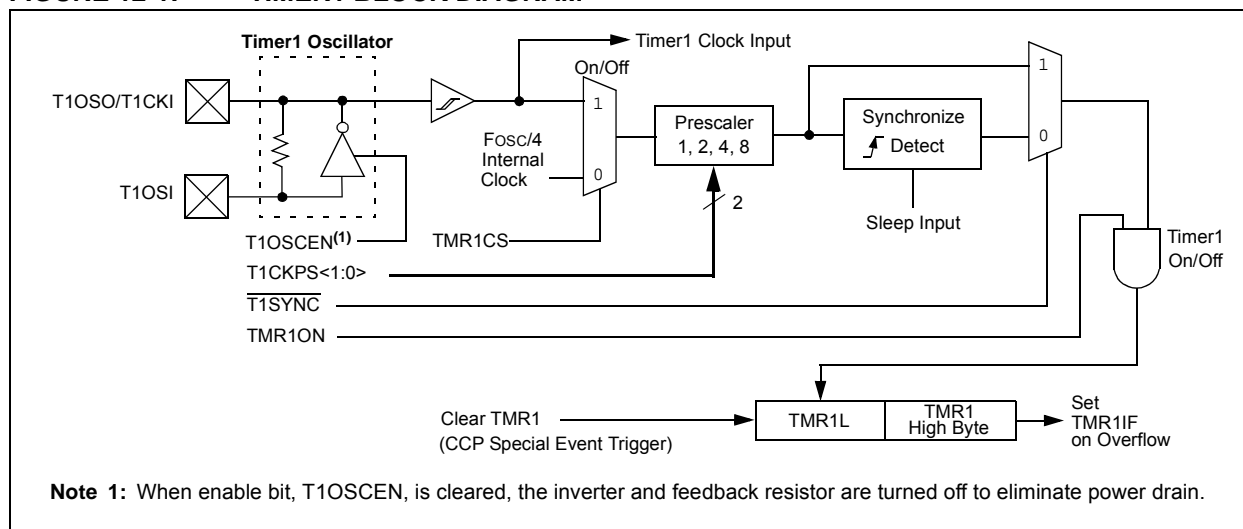 Timer1 Oscillator
Timer1 Clock Input
On/Off
1
T1OSO/T1CKI
1
Prescaler
1, 2, 4, 8
Synchronize
Detect
FOSC/4
Internal
Clock
0
0
T1OSI
2
Sleep Input
T1OSCEN(1)
TMR1CS
Timer1
On/Off
T1CKPS<1:0>
T1SYNC
TMR1ON
Clear TMR1
(CCP Special Event Trigger)
TMR1L
TMR1
High Byte
Set
TMR1IF
on Overflow
Note 1: When enable bit, T1OSCEN, is cleared, the inverter and feedback resistor are turned off to eliminate power drain.